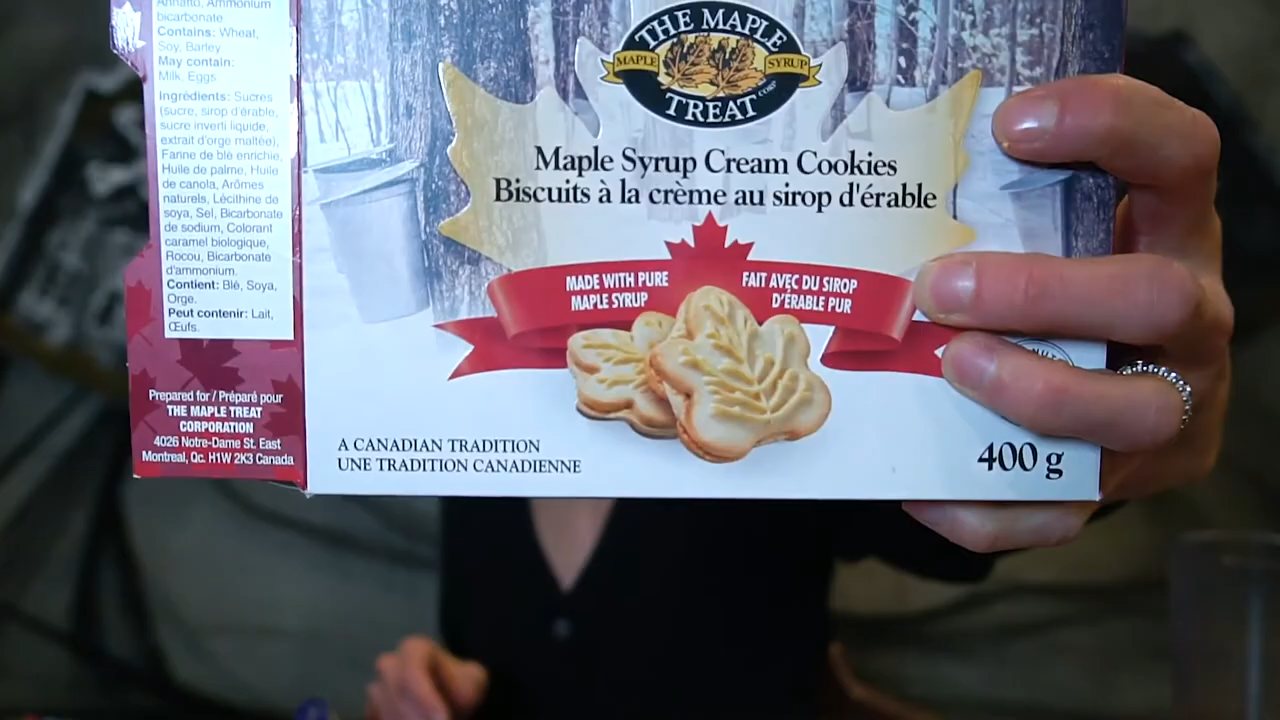 Annatto, Ammonium
bicarbonate
Contains: Wheat,
Soy, Barley
May contain:
Milk, Eggs
Ingrédients: Sucres
(sucre, sirop d'érable,
sucre inverti liquide,
extrait d'orge maltée),
Farine de blé enrichie,
Huile de palme, Huile
de canola, Arômes
naturels, Lécithine de
soya, Sel, Bicarbonate
de sodium, Colorant
caramel biologique,
Rocou, Bicarbonate
d'ammonium.
Contient: Blé, Soya,
Orge.
Peut contenir: Lait,
Œufs.
Prepared for / Préparé pour
THE MAPLE TREAT
CORPORATION
4026 Notre-Dame St. East
Montreal, Qc. H1W 2K3 Canada
THE MAPLE
MAPLE SYRUP
TREAT CORP
Maple Syrup Cream Cookies
Biscuits à la crème au sirop d'érable
MADE WITH PURE
MAPLE SYRUP
FAIT AVEC DU SIROP
D'ÉRABLE PUR
A CANADIAN TRADITION
UNE TRADITION CANADIENNE
400 g